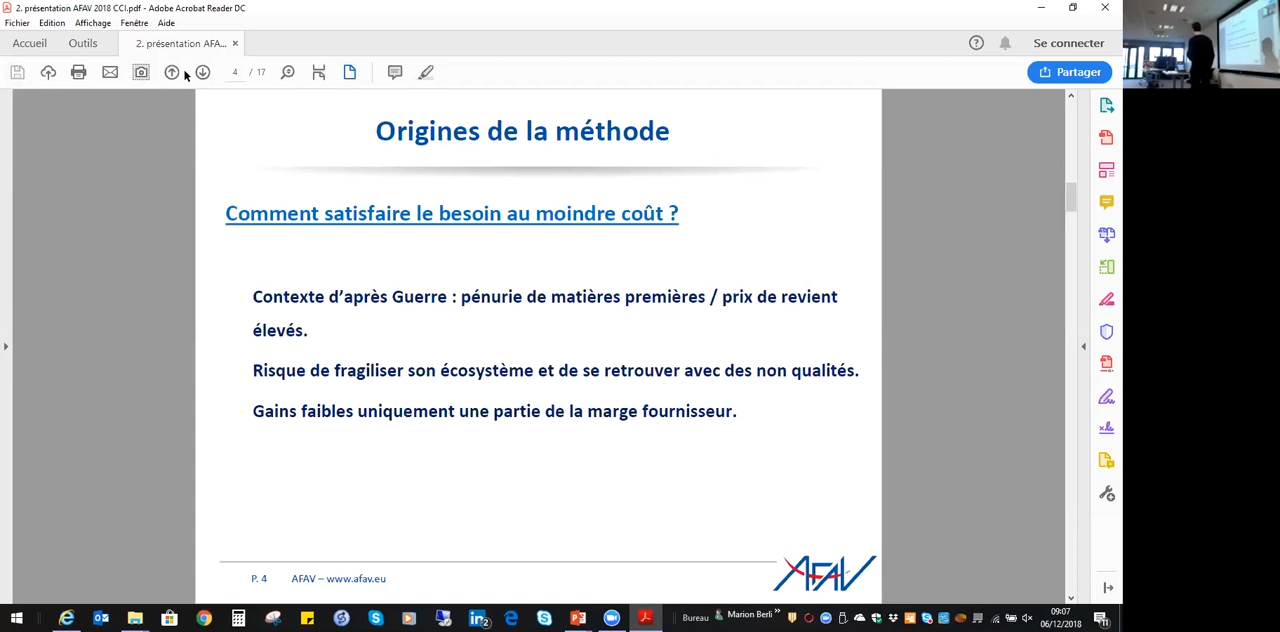 2. présentation AFAV 2018 CCI.pdf - Adobe Acrobat Reader DC
Fichier Edition Affichage Fenêtre Aide
Accueil Outils 2. présentation AFA... × Se connecter
4 / 17 Partager
Origines de la méthode
Comment satisfaire le besoin au moindre coût ?
Contexte d’après Guerre : pénurie de matières premières / prix de revient
élevés.
Risque de fragiliser son écosystème et de se retrouver avec des non qualités.
Gains faibles uniquement une partie de la marge fournisseur.
P. 4 AFAV – www.afav.eu
AFAV
Bureau Marion Berli
09:07
06/12/2018